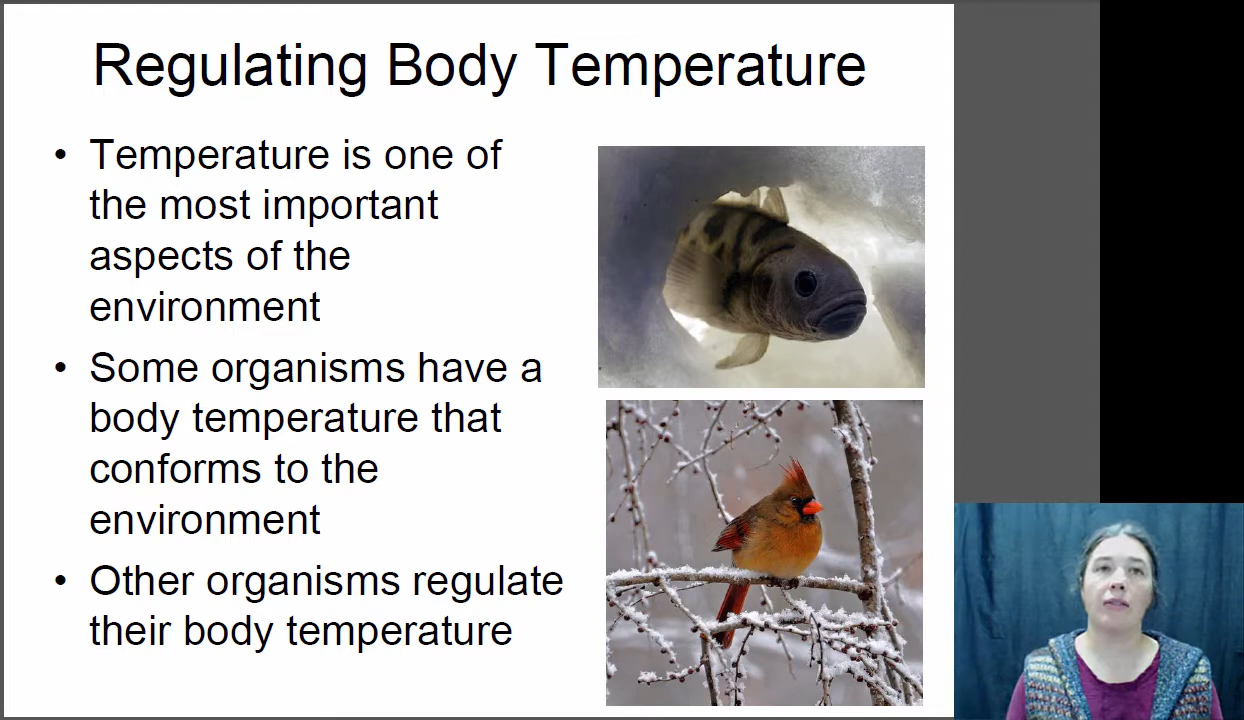 Regulating Body Temperature
• Temperature is one of
the most important
aspects of the
environment
• Some organisms have a
body temperature that
conforms to the
environment
• Other organisms regulate
their body temperature